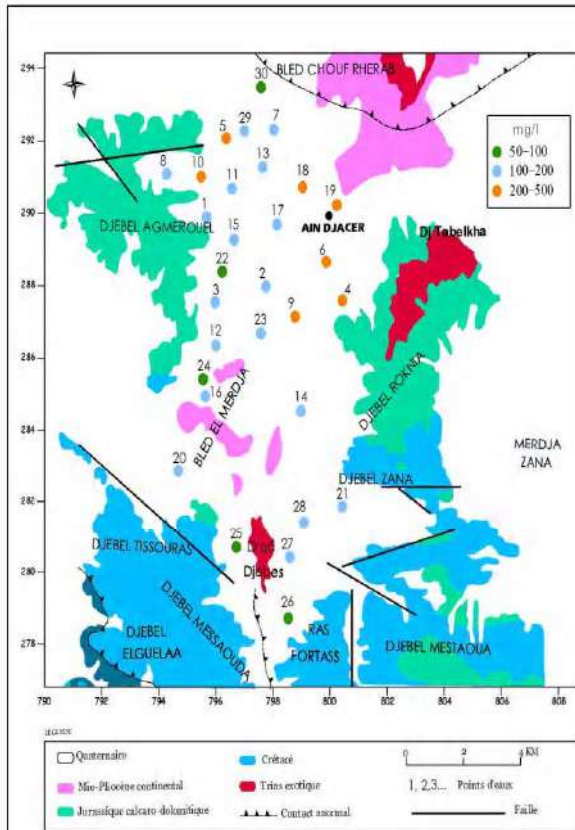 294
30
BLED CHOUF RHERAB
mg/l
50-100
100-200
200-500
292
5
29
7
8
10
13
11
18
19
290
1
17
AIN DJACER
DJEBEL AGMEROUEL
15
Dj Tabelkha
6
22
288
2
3
4
9
12
23
286
24
16
14
DJEBEL ROKNIA
BLED EL MERDJA
284
MERDJA
ZANA
20
DJEBEL ZANA
21
282
28
25
DJEBEL TISSOURAS
27
280
DJEBEL MESSAOUDA
26
278
DJEBEL
ELGUELAA
RAS
FORTASS
DJEBEL MESTAOUA
790
792
794
796
798
800
802
804
806
808
Quaternaire
Crétacé
0 2 4 KM
Mio-Pliocène continental
Trias exotique
1, 2,3... Points d'eaux
Jurassique calcaro-dolomitique
Contact anormal
Faille